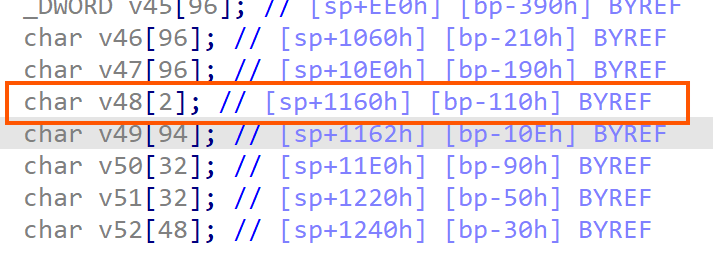 _DWORD v45[96]; // [sp+EE0h] [bp-390h] BYREF
char v46[96]; // [sp+1060h] [bp-210h] BYREF
char v47[96]; // [sp+10E0h] [bp-190h] BYREF
char v48[2]; // [sp+1160h] [bp-110h] BYREF
char v49[94]; // [sp+1162h] [bp-10Eh] BYREF
char v50[32]; // [sp+11E0h] [bp-90h] BYREF
char v51[32]; // [sp+1220h] [bp-50h] BYREF
char v52[48]; // [sp+1240h] [bp-30h] BYREF